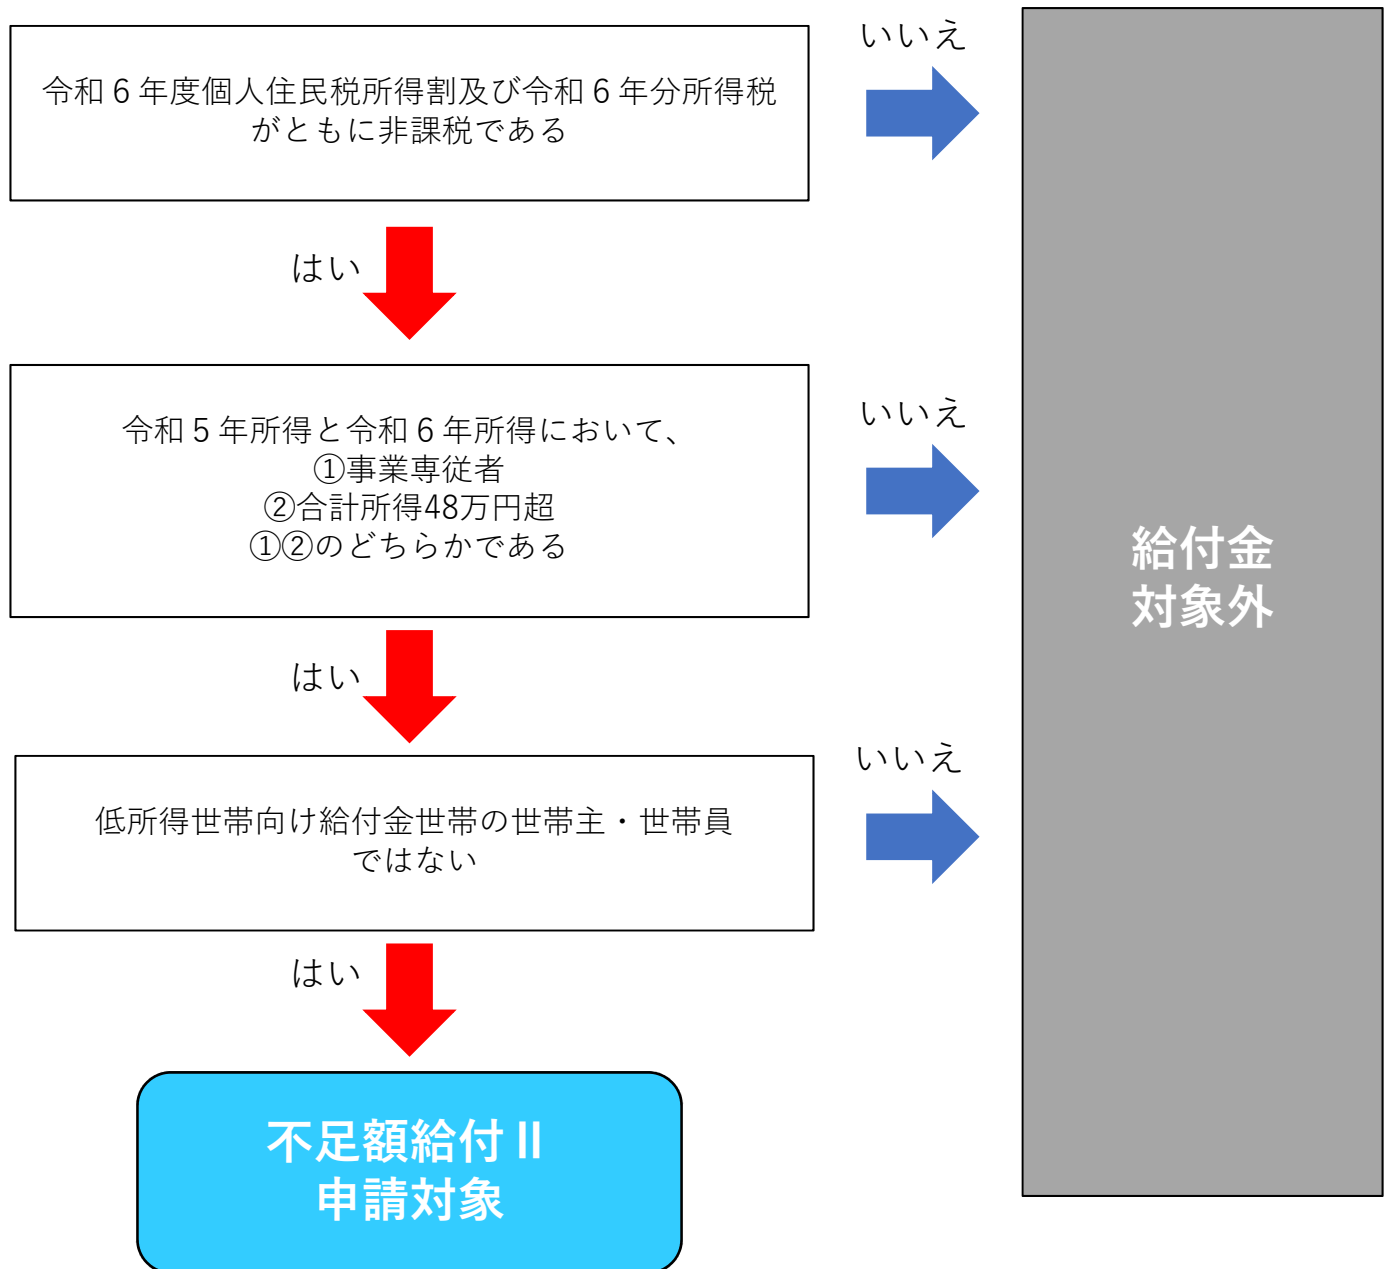 いいえ
令和６年度個人住民税所得割及び令和６年分所得税
がともに非課税である
はい
令和５年所得と令和６年所得において、
①事業専従者
②合計所得48万円超
①②のどちらかである
いいえ
はい
低所得世帯向け給付金世帯の世帯主・世帯員
ではない
いいえ
はい
不足額給付Ⅱ
申請対象
給付金
対象外